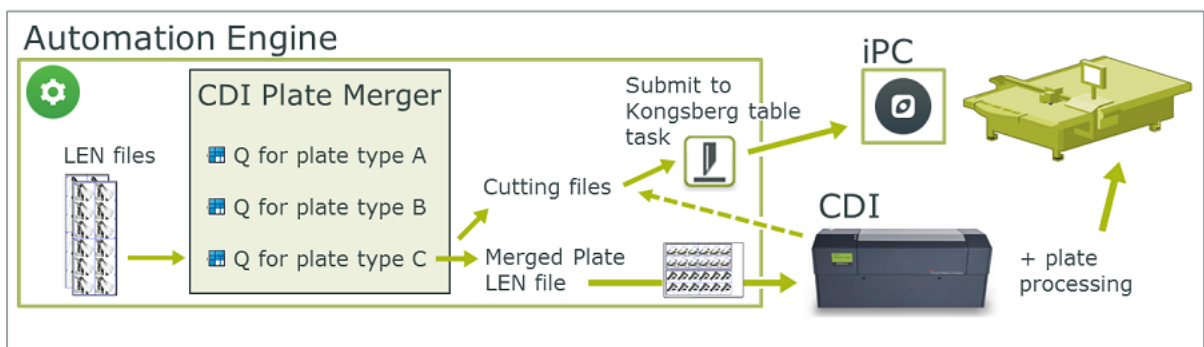 Automation Engine
CDI Plate Merger
LEN files
Q for plate type A
Q for plate type B
Q for plate type C
Cutting files
Merged Plate
LEN file
Submit to
Kongsberg table
task
iPC
CDI
+ plate
processing